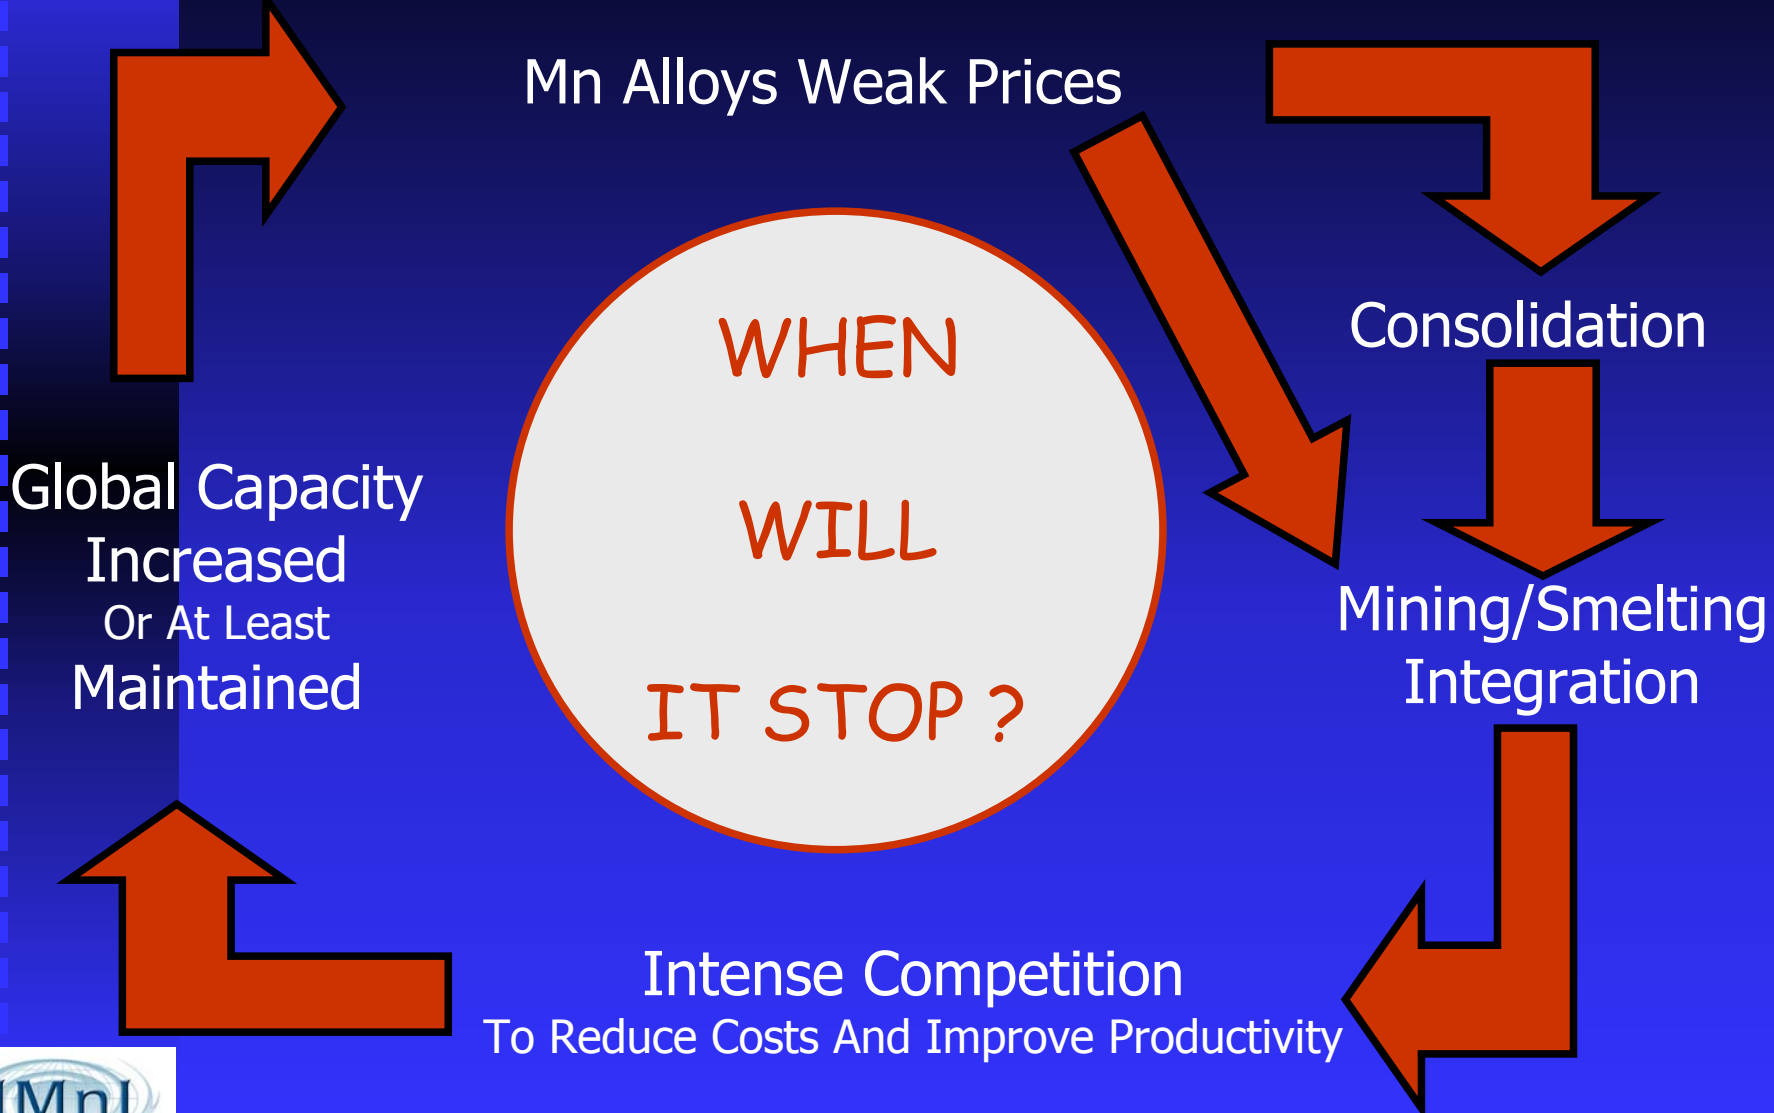 Mn Alloys Weak Prices
Consolidation
Mining/Smelting
Integration
Intense Competition
To Reduce Costs And Improve Productivity
Global Capacity
Increased
Or At Least
Maintained
WHEN
WILL
IT STOP ?
IMnI